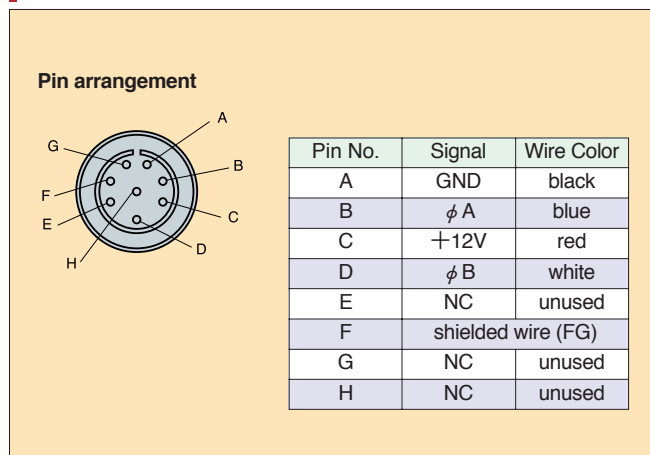 Pin arrangement
A
G
B
F
C
E
D
H
Pin No. Signal Wire Color
A GND black
B φA blue
C +12V red
D φB white
E NC unused
F shielded wire (FG)
G NC unused
H NC unused